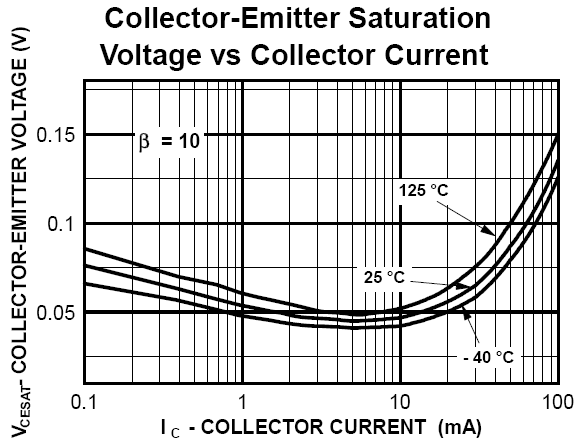 Collector-Emitter Saturation
Voltage vs Collector Current
V CESAT- COLLECTOR-EMITTER VOLTAGE (V)
0.15
0.1
0.05
β = 10
125 °C
25 °C
- 40 °C
0.1 1 10 100
I C - COLLECTOR CURRENT (mA)